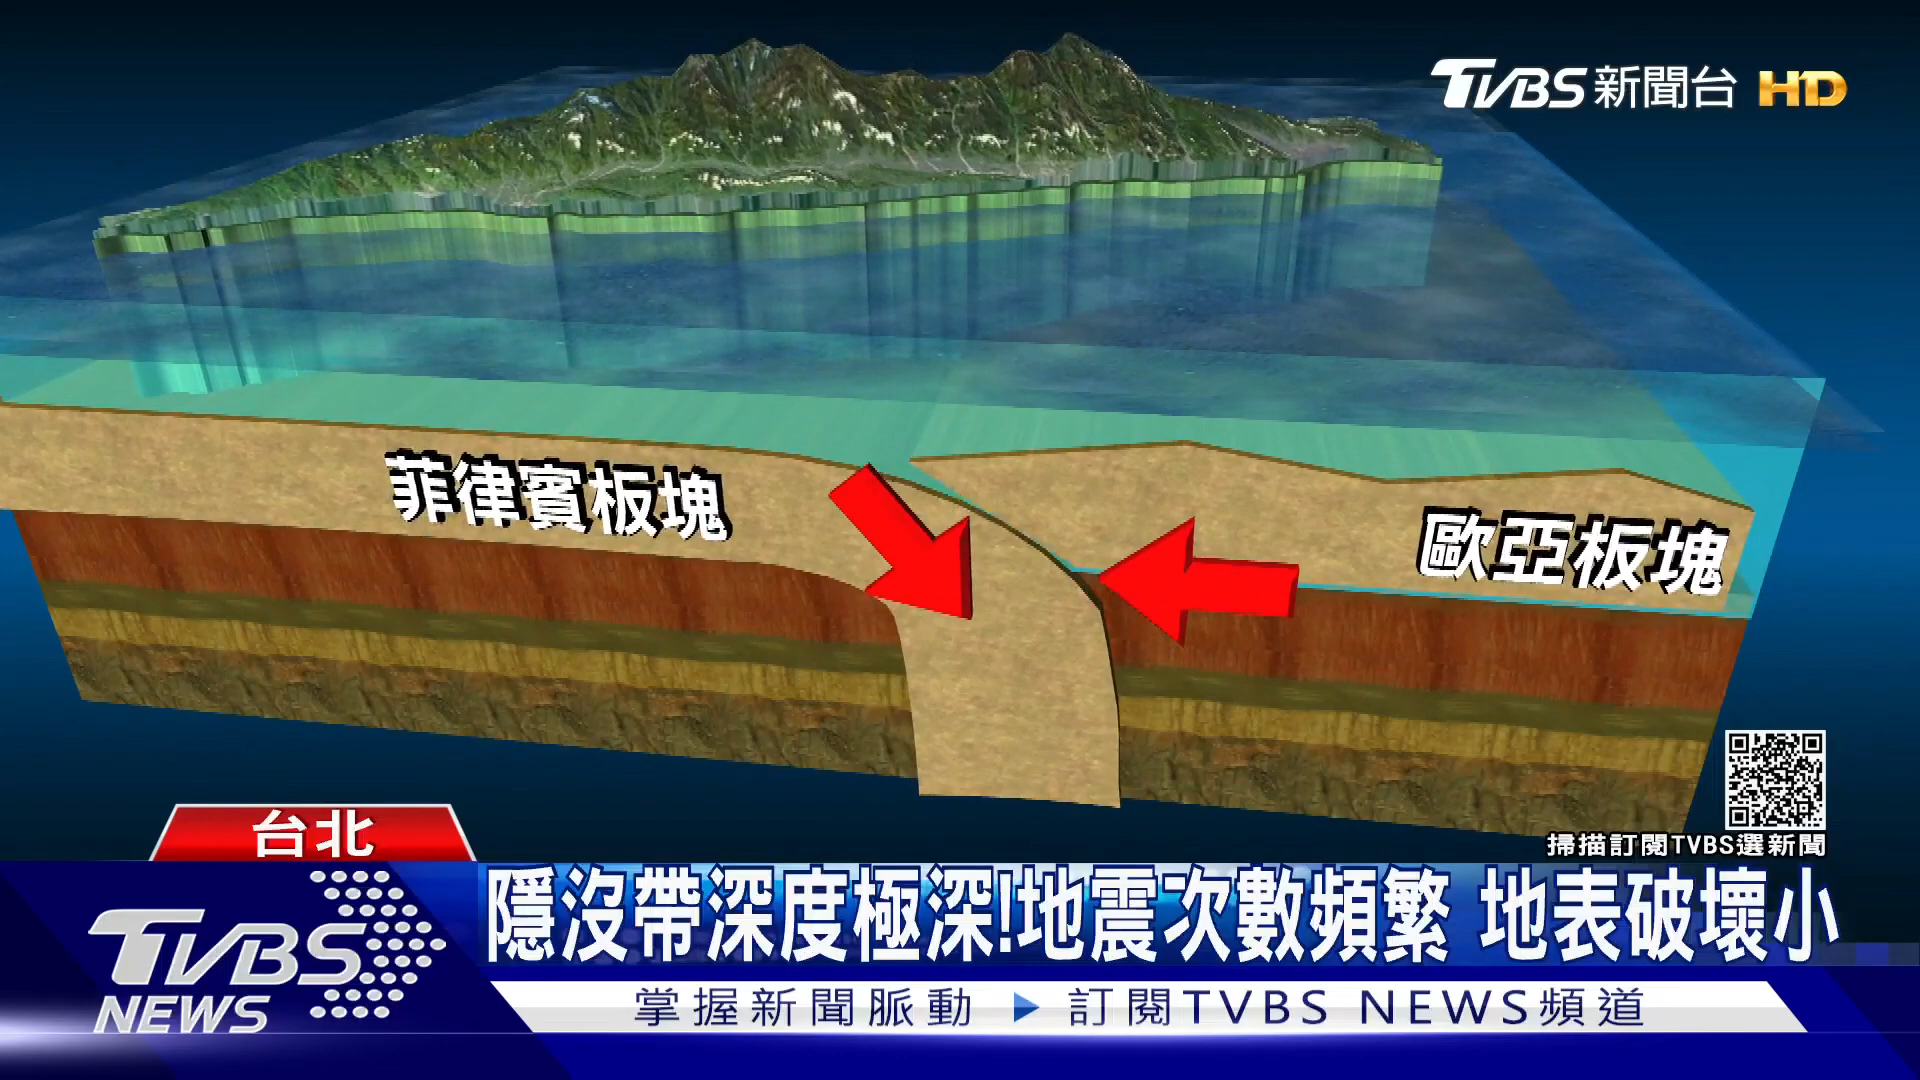 TVBS新聞台 HD
菲律賓板塊
歐亞板塊
掃描訂閱TVBS選新聞
台北
隱沒帶深度極深!地震次數頻繁 地表破壞小
TVBS
NEWS
掌握新聞脈動 ▶ 訂閱TVBS NEWS頻道